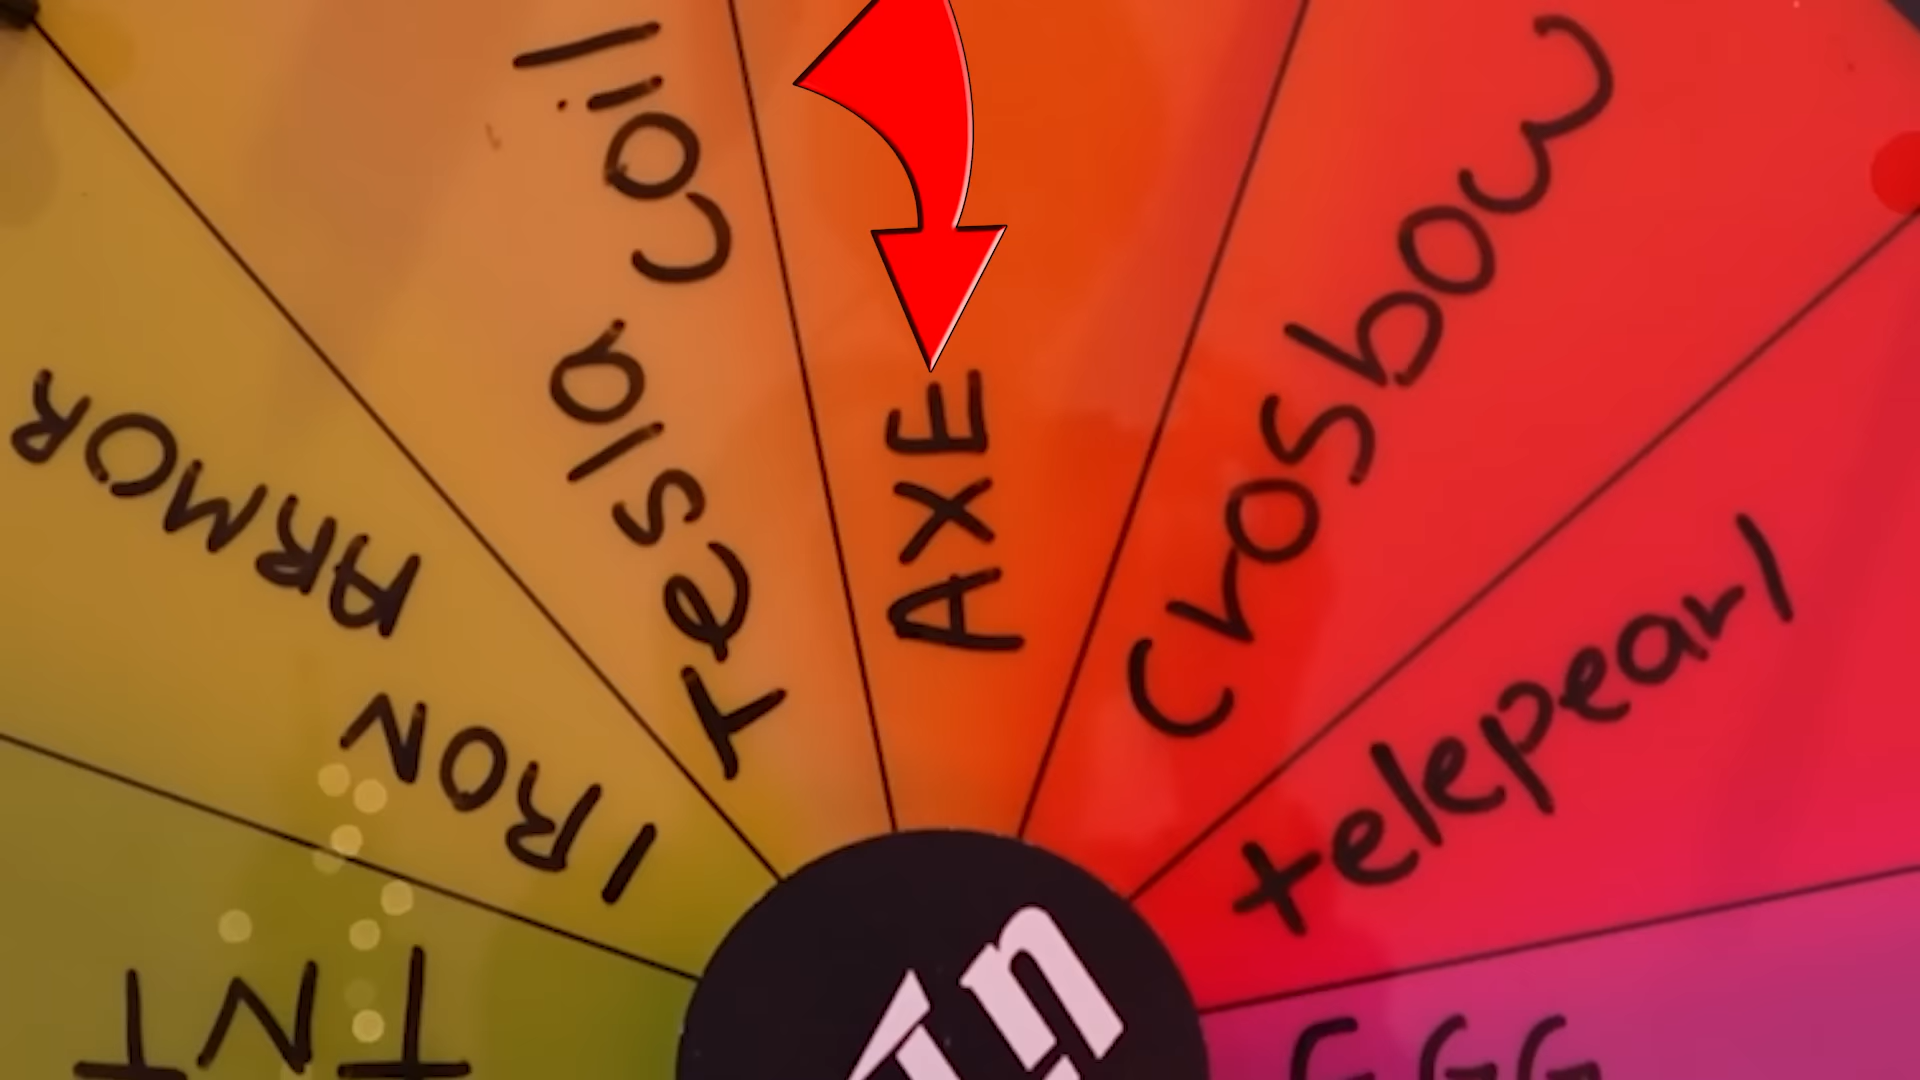 TNT
IRON ARMOR
Tesla Coil
AXE
Crosbow
telepearl